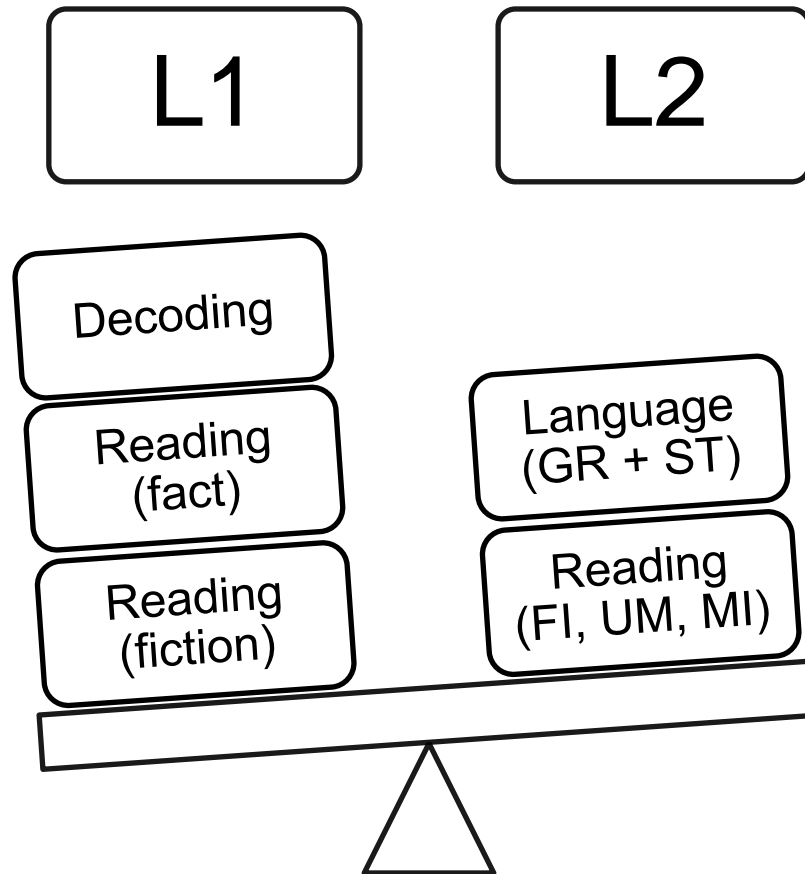 L1
L2
Decoding
Reading
(fact)
Reading
(fiction)
Language
(GR + ST)
Reading
(FI, UM, MI)